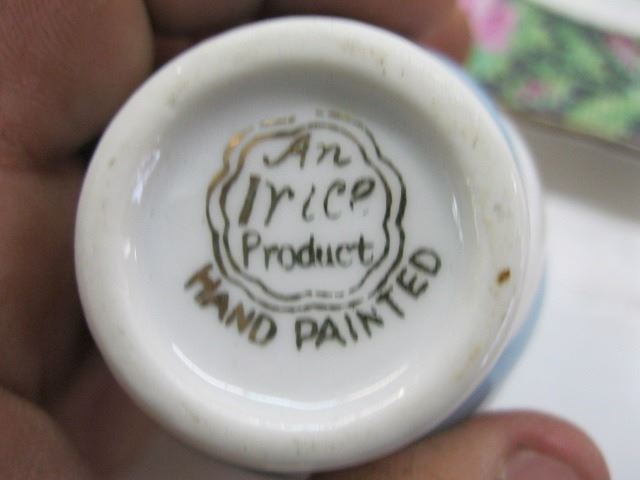 An
Irice
Product
HAND PAINTED